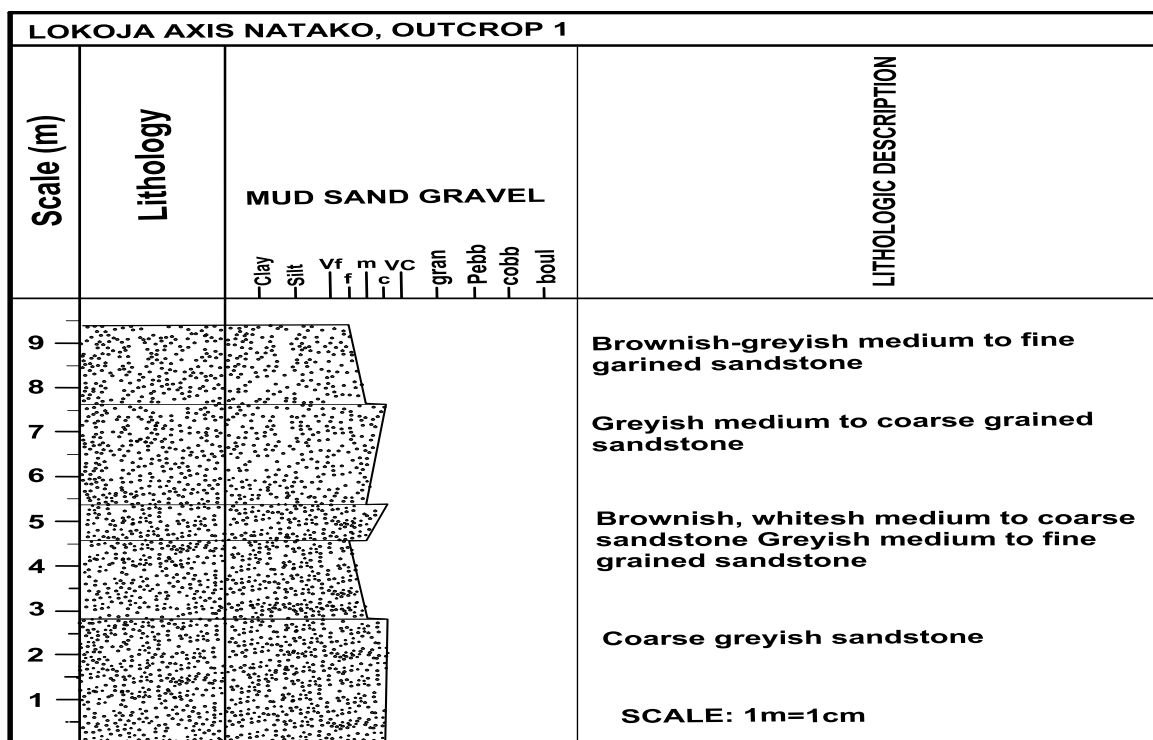 LOKOJA AXIS NATAKO, OUTCROP 1
Scale (m)
Lithology
MUD SAND GRAVEL
LITHOLOGIC DESCRIPTION
Clay
Silt
Vf
f
m
c
VC
gran
Pebb
cobb
boul
9
8
7
6
5
4
3
2
1
Brownish-greyish medium to fine
garined sandstone
Greyish medium to coarse grained
sandstone
Brownish, whitesh medium to coarse
sandstone Greyish medium to fine
grained sandstone
Coarse greyish sandstone
SCALE: 1m=1cm